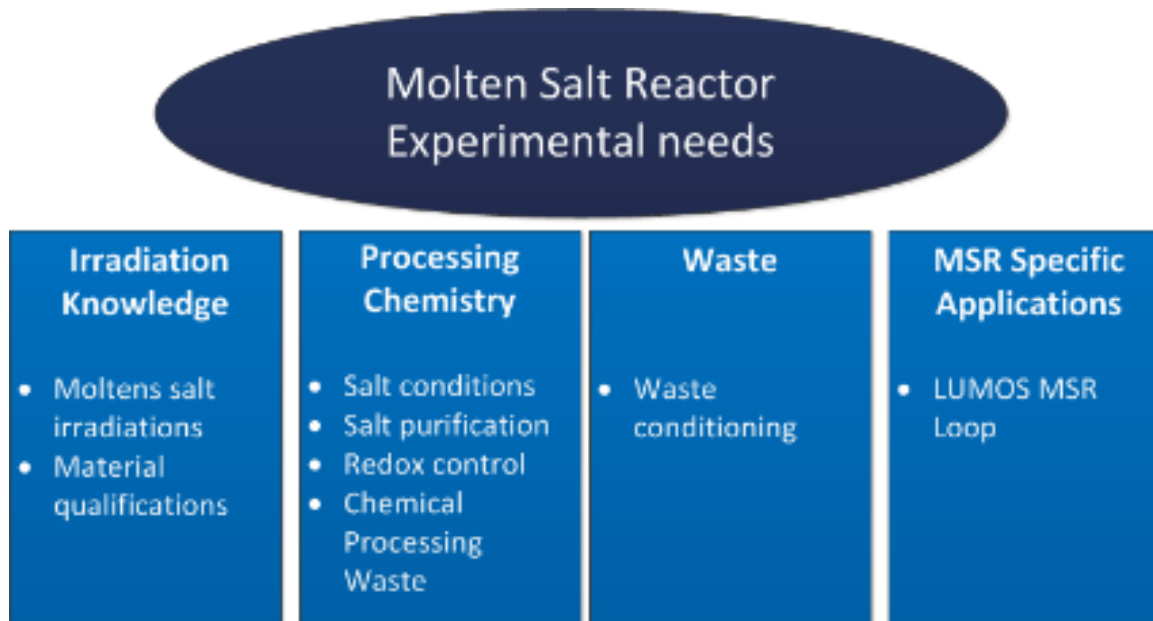 Molten Salt Reactor
Experimental needs
Irradiation
Knowledge
• Moltens salt
irradiations
• Material
qualifications
Processing
Chemistry
• Salt conditions
• Salt purification
• Redox control
• Chemical
Processing
Waste
Waste
• Waste
conditioning
MSR Specific
Applications
• LUMOS MSR
Loop